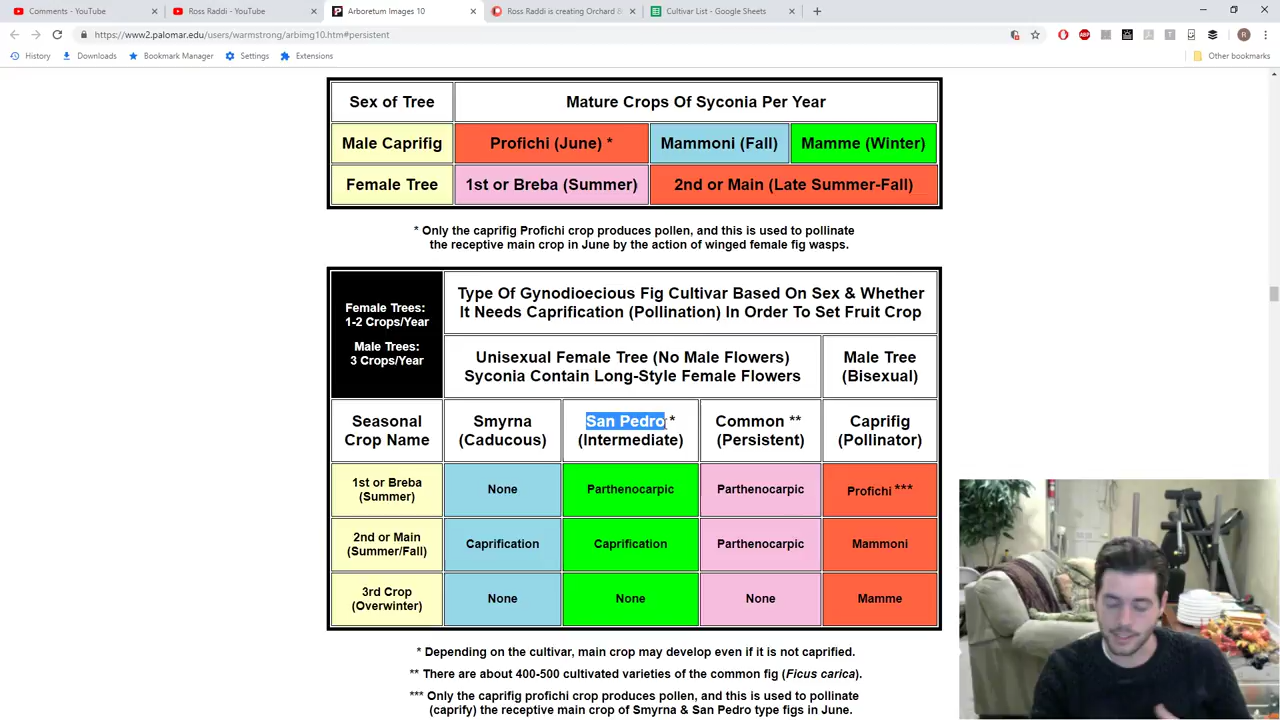 Comments - YouTube
Ross Raddi - YouTube
Arboretum Images 10
Ross Raddi is creating Orchard &
Cultivar List - Google Sheets
https://www2.palomar.edu/users/warmstrong/arbimg10.htm#persistent
History
Downloads
Bookmark Manager
Settings
Extensions
Other bookmarks
Sex of Tree
Mature Crops Of Syconia Per Year
Male Caprifig
Profichi (June) *
Mammoni (Fall)
Mamme (Winter)
Female Tree
1st or Breba (Summer)
2nd or Main (Late Summer-Fall)
* Only the caprifig Profichi crop produces pollen, and this is used to pollinate
the receptive main crop in June by the action of winged female fig wasps.
Female Trees:
1-2 Crops/Year
Male Trees:
3 Crops/Year
Type Of Gynodioecious Fig Cultivar Based On Sex & Whether
It Needs Caprification (Pollination) In Order To Set Fruit Crop
Unisexual Female Tree (No Male Flowers)
Syconia Contain Long-Style Female Flowers
Male Tree
(Bisexual)
Seasonal
Crop Name
Smyrna
(Caducous)
San Pedro *
(Intermediate)
Common **
(Persistent)
Caprifig
(Pollinator)
1st or Breba
(Summer)
None
Parthenocarpic
Parthenocarpic
Profichi ***
2nd or Main
(Summer/Fall)
Caprification
Caprification
Parthenocarpic
Mammoni
3rd Crop
(Overwinter)
None
None
None
Mamme
* Depending on the cultivar, main crop may develop even if it is not caprified.
** There are about 400-500 cultivated varieties of the common fig (Ficus carica).
*** Only the caprifig profichi crop produces pollen, and this is used to pollinate
(caprify) the receptive main crop of Smyrna & San Pedro type figs in June.